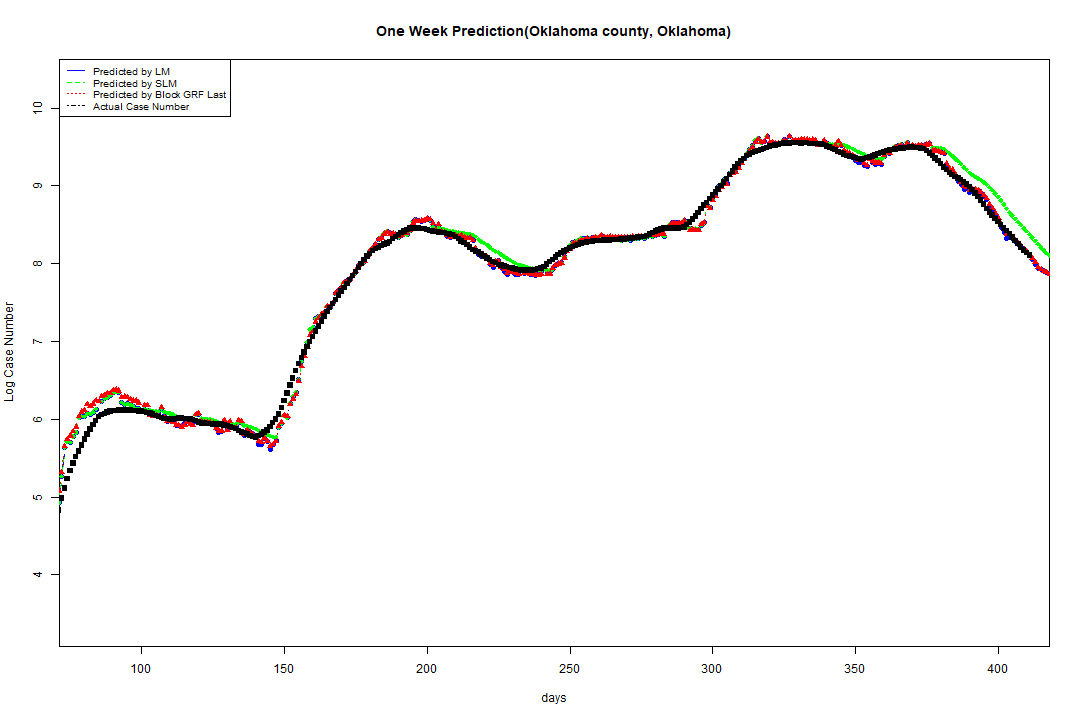 One Week Prediction(Oklahoma county, Oklahoma)
Predicted by LM
Predicted by SLM
Predicted by Block GRF Last
Actual Case Number
10
9
8
7
6
5
4
Log Case Number
100 150 200 250 300 350 400
days